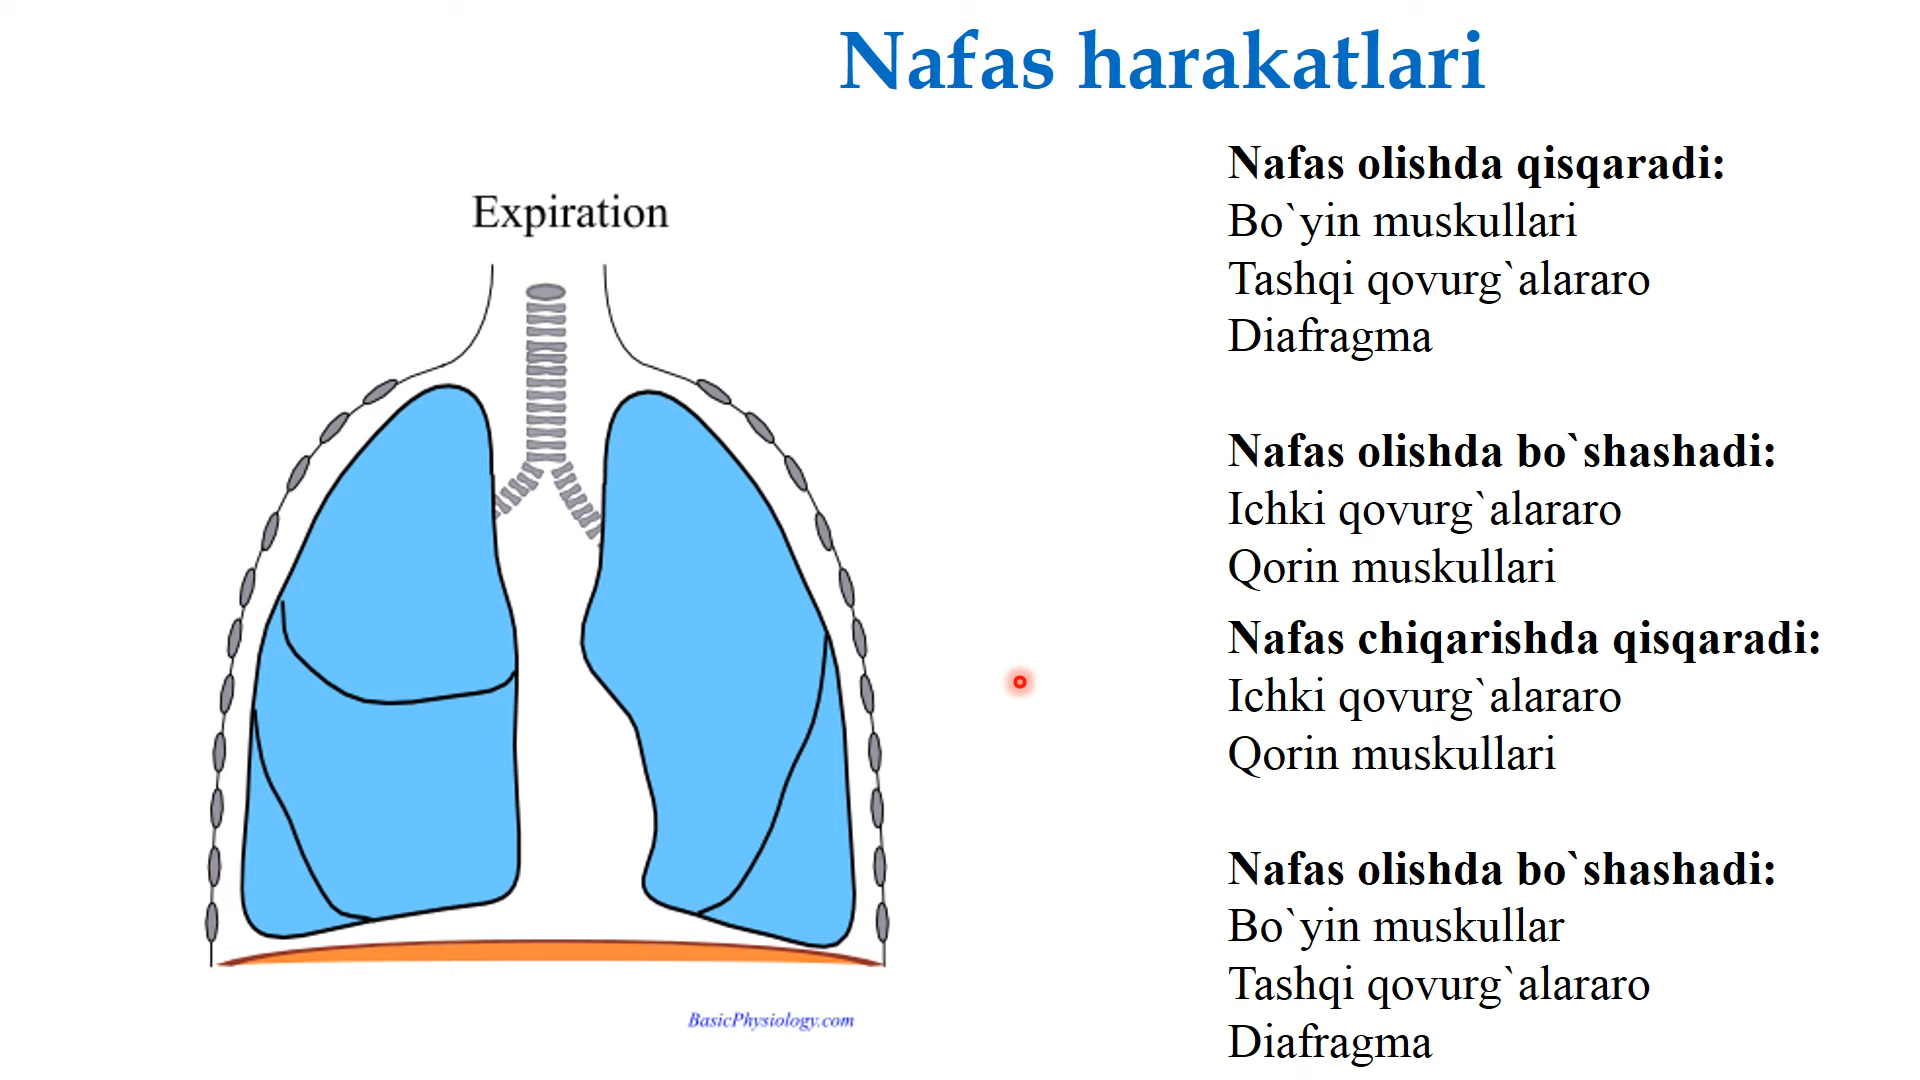 Nafas harakatlari
Expiration
BasicPhysiology.com
Nafas olishda qisqaradi:
Bo`yin muskullari
Tashqi qovurg`alararo
Diafragma
Nafas olishda bo`shashadi:
Ichki qovurg`alararo
Qorin muskullari
Nafas chiqarishda qisqaradi:
Ichki qovurg`alararo
Qorin muskullari
Nafas olishda bo`shashadi:
Bo`yin muskullar
Tashqi qovurg`alararo
Diafragma